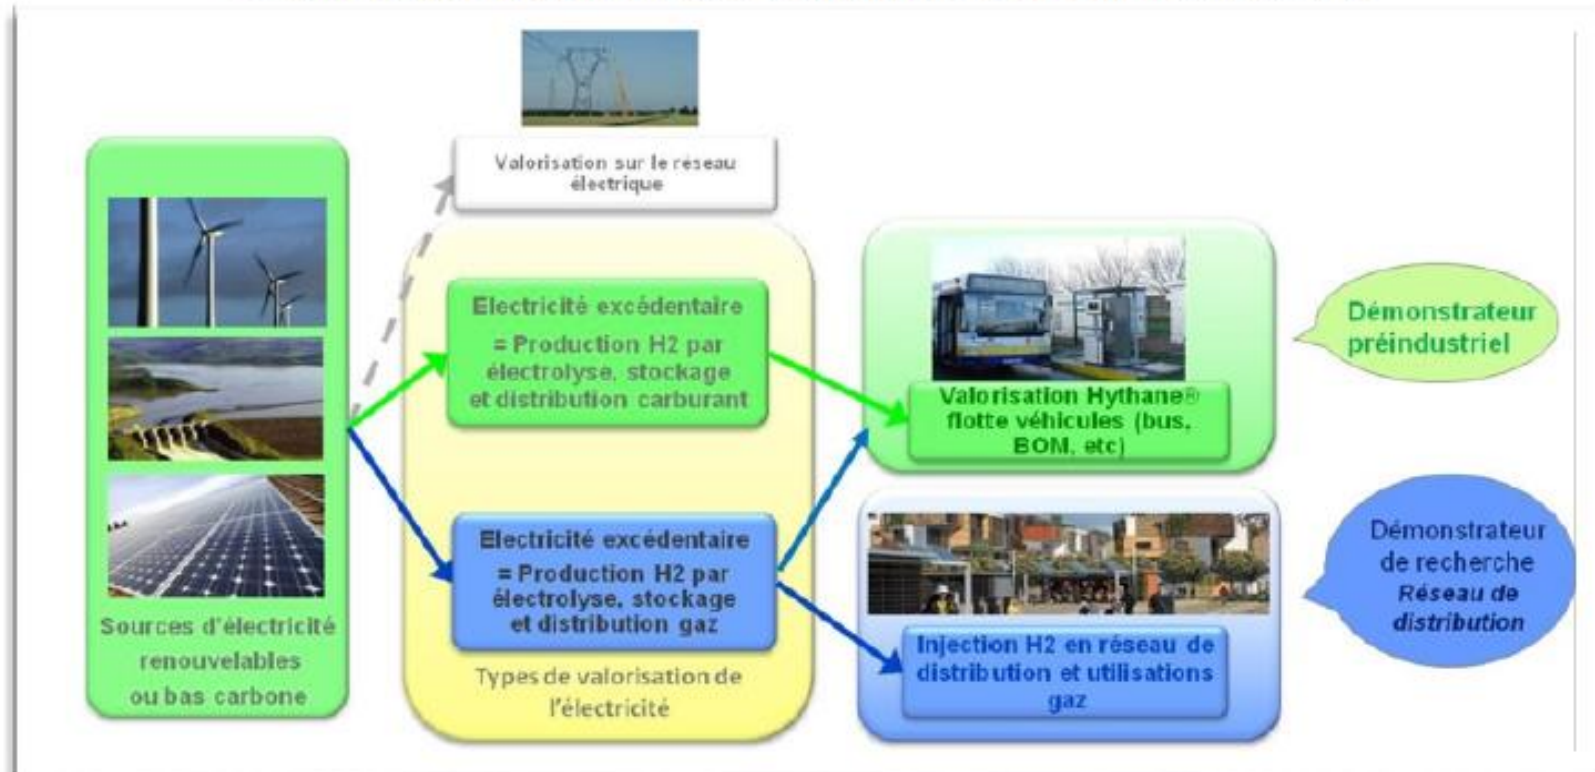 Valorisation sur le réseau
électrique
Sources d'électricité
renouvelables
ou bas carbone
Electricité excédentaire
= Production H2 par
électrolyse, stockage
et distribution carburant
Electricité excédentaire
= Production H2 par
électrolyse, stockage
et distribution gaz
Types de valorisation de
l'électricité
Valorisation Hythane®
flotte véhicules (bus,
BOM, etc)
Injection H2 en réseau de
distribution et utilisations
gaz
Démonstrateur
préindustriel
Démonstrateur
de recherche
Réseau de
distribution